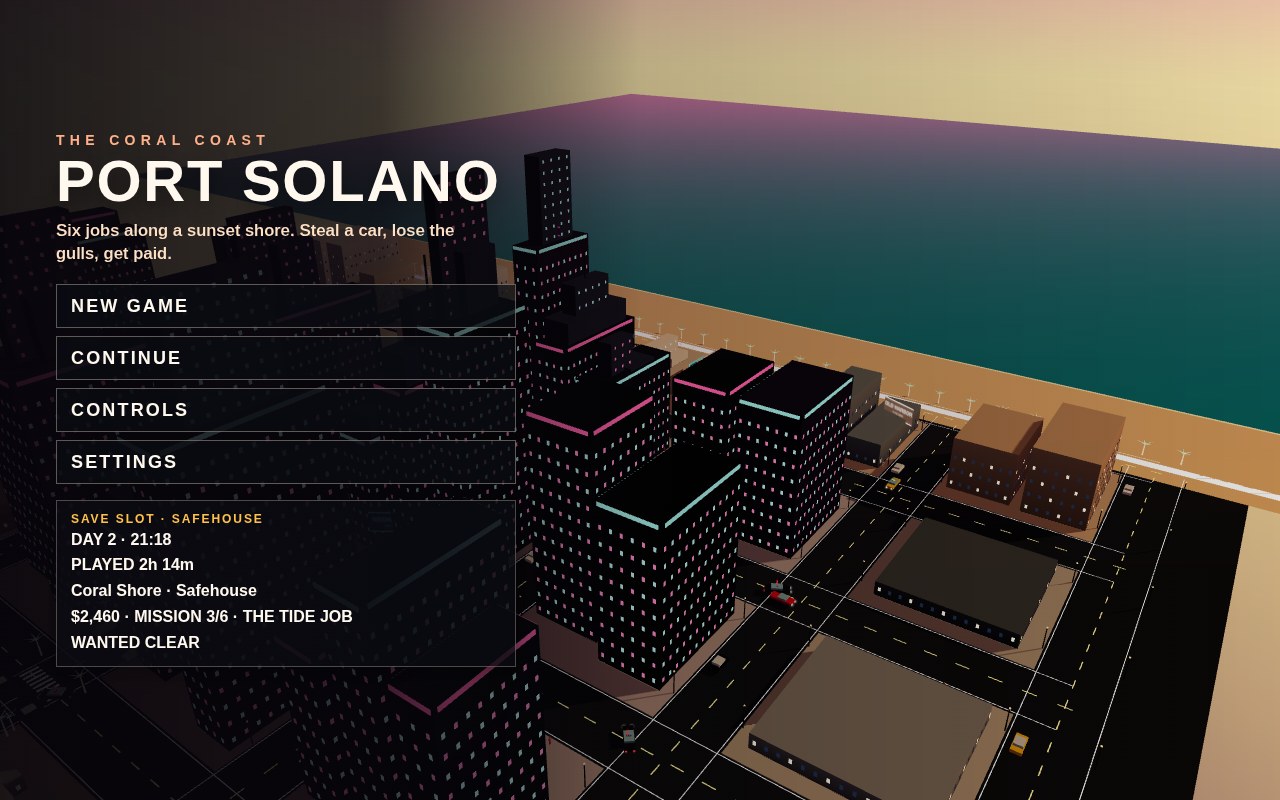 THE CORAL COAST
PORT SOLANO
Six jobs along a sunset shore. Steal a car, lose the
gulls, get paid.
NEW GAME
CONTINUE
CONTROLS
SETTINGS
SAVE SLOT · SAFEHOUSE
DAY 2 · 21:18
PLAYED 2h 14m
Coral Shore · Safehouse
$2,460 · MISSION 3/6 · THE TIDE JOB
WANTED CLEAR